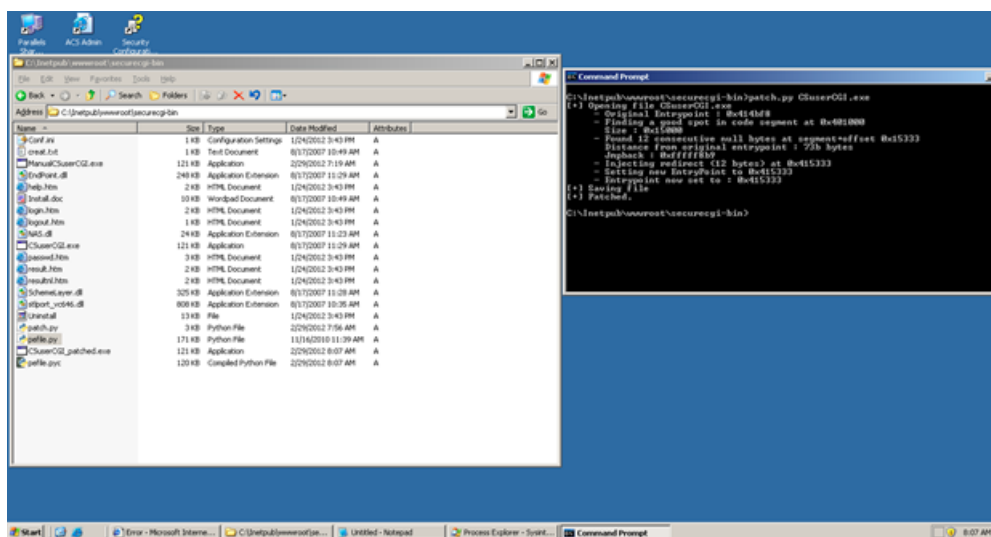 Parallels
Shar...
ACS Admin
Security
Configurati...
C:\Inetpub\wwwroot\securecgi-bin
File Edit View Favorites Tools Help
Back Search Folders
Address C:\Inetpub\wwwroot\securecgi-bin Go
Name Size Type Date Modified Attributes
Conf.ini 1 KB Configuration Settings 1/24/2012 3:43 PM A
creat.txt 1 KB Text Document 8/17/2007 10:49 AM A
ManualCSuserCGI.exe 121 KB Application 2/29/2012 7:19 AM A
EndPoint.dll 248 KB Application Extension 8/17/2007 11:29 AM A
help.htm 2 KB HTML Document 1/24/2012 3:43 PM A
Install.doc 10 KB Wordpad Document 8/17/2007 10:49 AM A
login.htm 2 KB HTML Document 1/24/2012 3:43 PM A
logout.htm 1 KB HTML Document 1/24/2012 3:43 PM A
NAS.dll 24 KB Application Extension 8/17/2007 11:23 AM A
CSuserCGI.exe 121 KB Application 8/17/2007 11:29 AM A
passwd.htm 3 KB HTML Document 1/24/2012 3:43 PM A
result.htm 2 KB HTML Document 1/24/2012 3:43 PM A
resultnl.htm 2 KB HTML Document 1/24/2012 3:43 PM A
SchemeLayer.dll 325 KB Application Extension 8/17/2007 11:28 AM A
stlport_vc646.dll 808 KB Application Extension 8/17/2007 10:35 AM A
Uninstall 13 KB File 1/24/2012 3:43 PM A
patch.py 3 KB Python File 2/29/2012 7:56 AM A
pefile.py 171 KB Python File 11/16/2010 11:39 AM A
CSuserCGI_patched.exe 121 KB Application 2/29/2012 8:07 AM A
pefile.pyc 120 KB Compiled Python File 2/29/2012 8:07 AM A
Command Prompt
C:\Inetpub\wwwroot\securecgi-bin>patch.py CSuserCGI.exe
[+] Opening file CSuserCGI.exe
- Original Entrypoint : 0x414bf8
- Finding a good spot in code segment at 0x401000
Size : 0x15000
- Found 12 consecutive null bytes at segment+offset 0x15333
Distance from original entrypoint : 73b bytes
Jmpback : 0xfffff8b9
- Injecting redirect (12 bytes) at 0x415333
- Setting new EntryPoint to 0x415333
- Entrypoint now set to : 0x415333
[+] Saving file
[+] Patched.
C:\Inetpub\wwwroot\securecgi-bin>
Start Error - Microsoft Interne... C:\Inetpub\wwwroot\se... Untitled - Notepad Process Explorer - Sysint... Command Prompt 8:07 AM